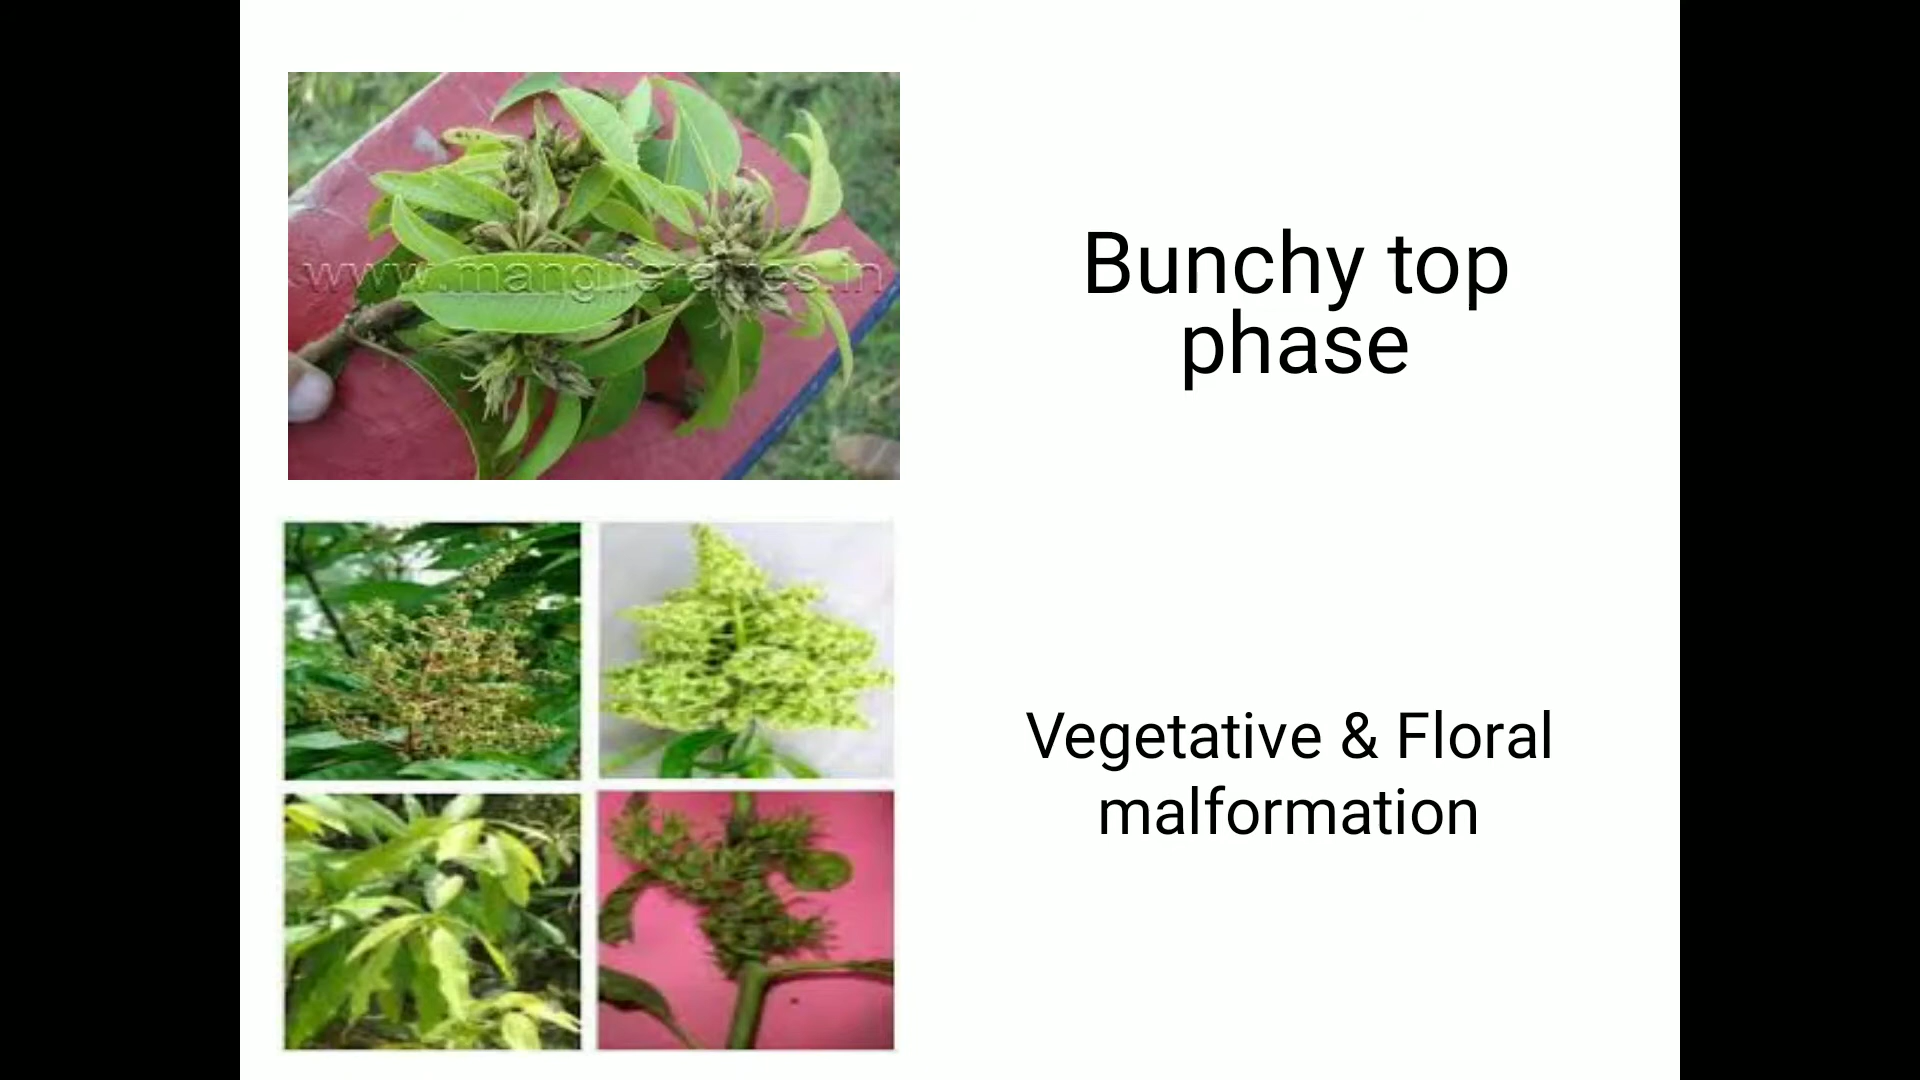 Bunchy top
phase
Vegetative & Floral
malformation